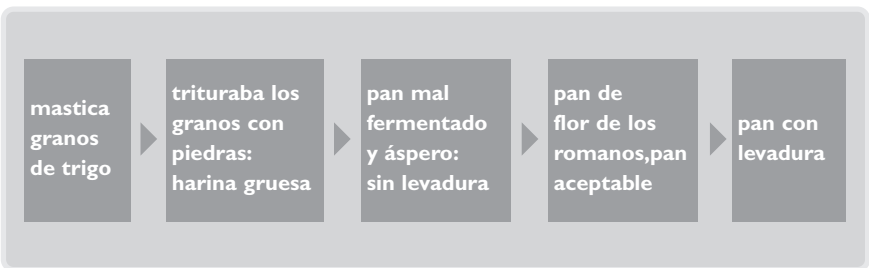 mastica
granos
de trigo
trituraba los
granos con
piedras:
harina gruesa
pan mal
fermentado
y áspero:
sin levadura
pan de
flor de los
romanos,pan
aceptable
pan con
levadura